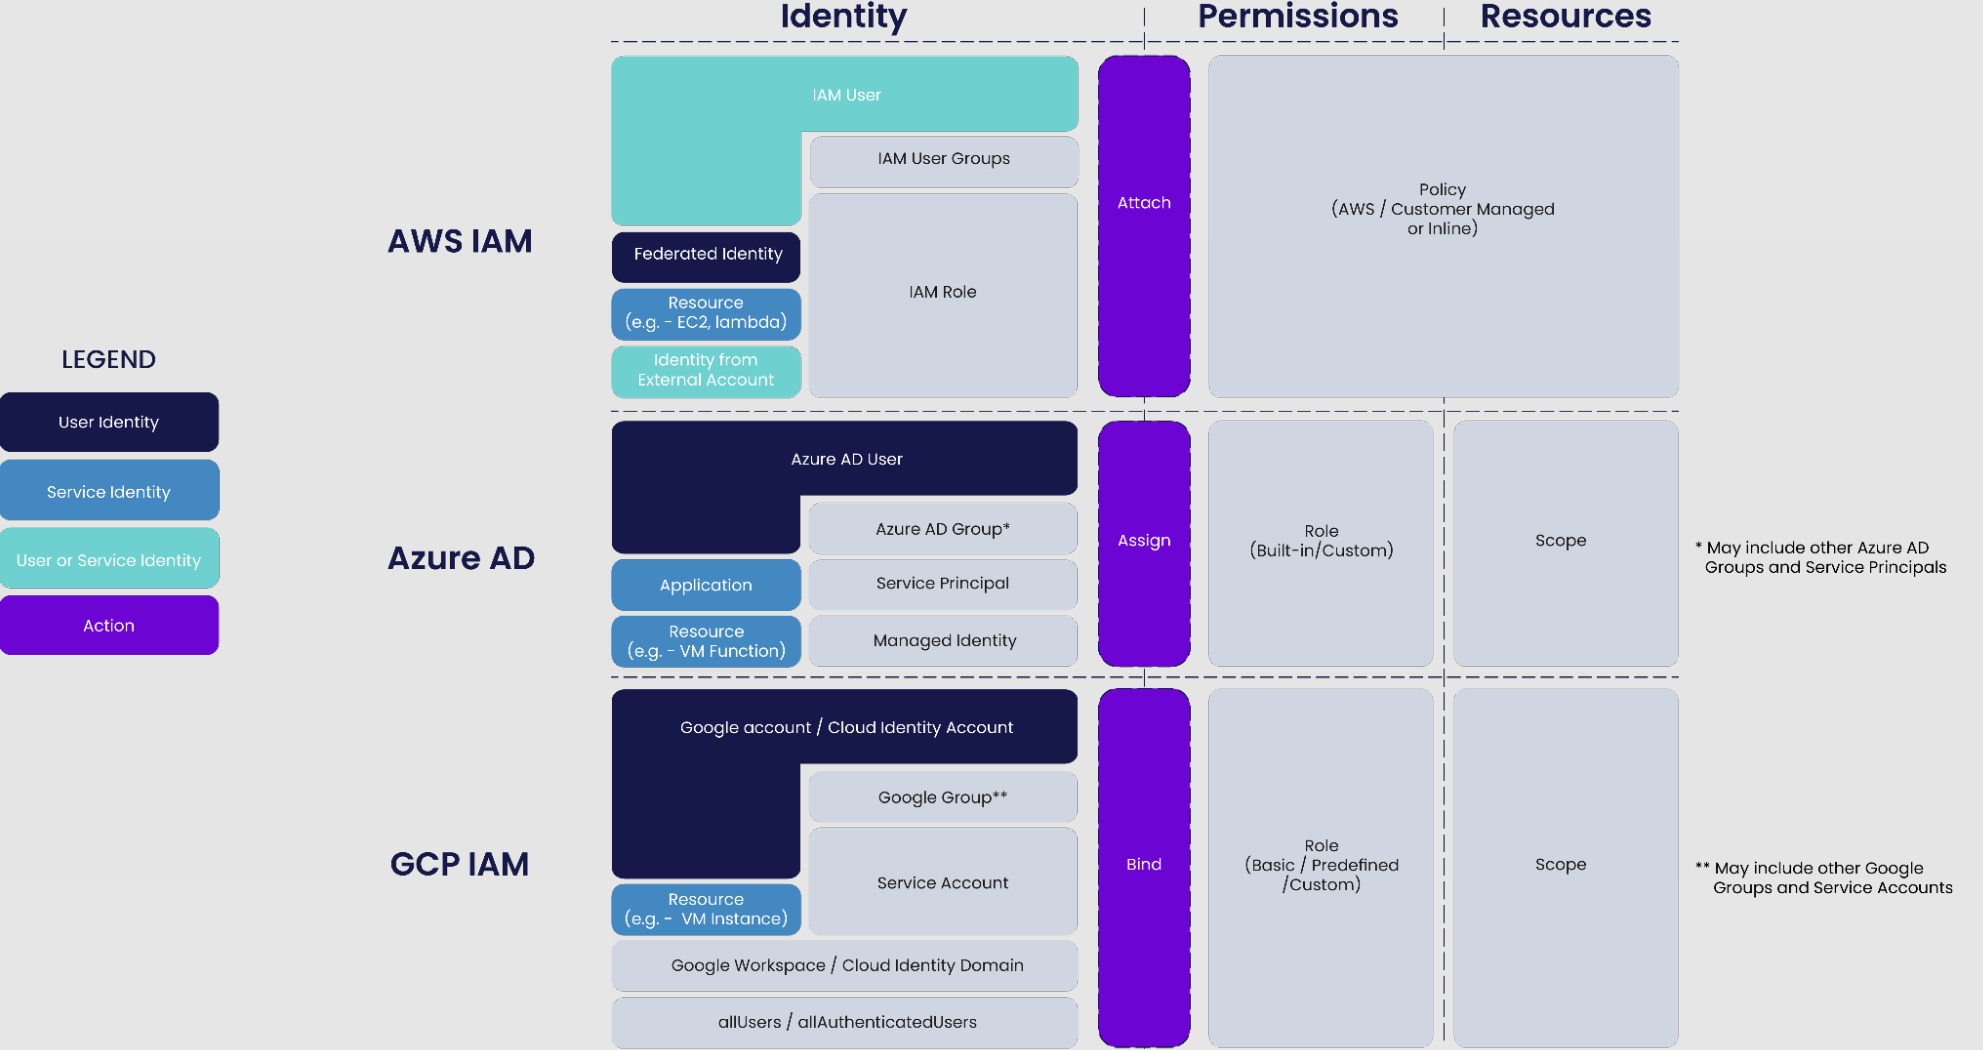 Identity
Permissions
Resources
AWS IAM
IAM User
IAM User Groups
Federated Identity
Resource
(e.g. - EC2, lambda)
Identity from
External Account
IAM Role
Attach
Policy
(AWS / Customer Managed
or Inline)
LEGEND
User Identity
Service Identity
User or Service Identity
Action
Azure AD
Azure AD User
Azure AD Group*
Application
Service Principal
Resource
(e.g. - VM Function)
Managed Identity
Assign
Role
(Built-in/Custom)
Scope
* May include other Azure AD
Groups and Service Principals
GCP IAM
Google account / Cloud Identity Account
Google Group**
Service Account
Resource
(e.g. - VM Instance)
Google Workspace / Cloud Identity Domain
allUsers / allAuthenticatedUsers
Bind
Role
(Basic / Predefined
/Custom)
Scope
** May include other Google
Groups and Service Accounts